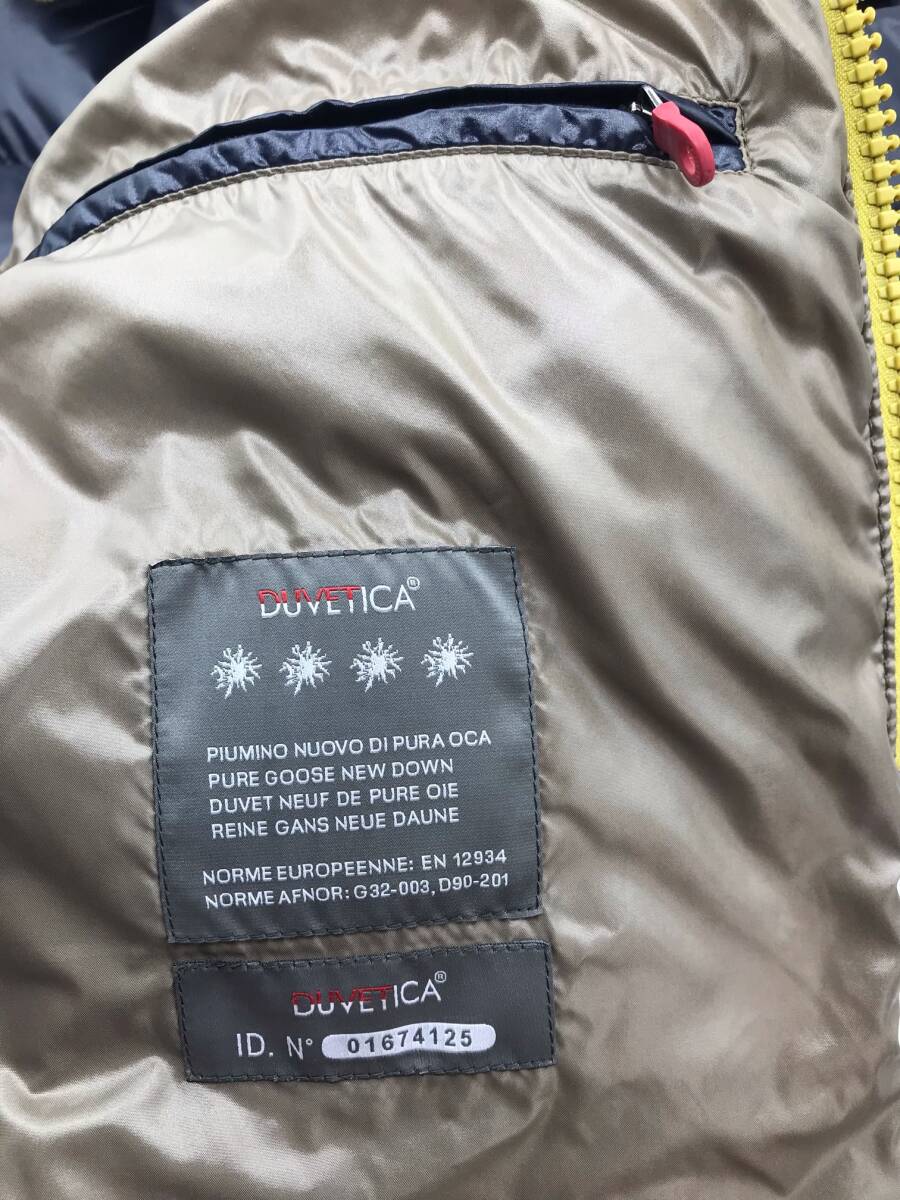 DUVETICA®
PIUMINO NUOVO DI PURA OCA
PURE GOOSE NEW DOWN
DUVET NEUF DE PURE OIE
REINE GANS NEUE DAUNE
NORME EUROPEENNE: EN 12934
NORME AFNOR: G32-003, D90-201
DUVETICA®
ID. N° 01674125